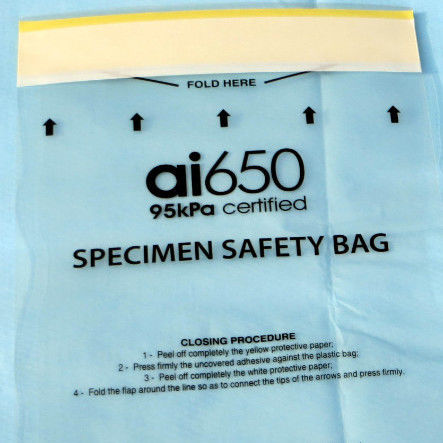 FOLD HERE
ai650
95kPa certified
SPECIMEN SAFETY BAG
CLOSING PROCEDURE
1 - Peel off completely the yellow protective paper;
2 - Press firmly the uncovered adhesive against the plastic bag;
3 - Peel off completely the white protective paper;
4 - Fold the flap around the line so as to connect the tips of the arrows and press firmly.